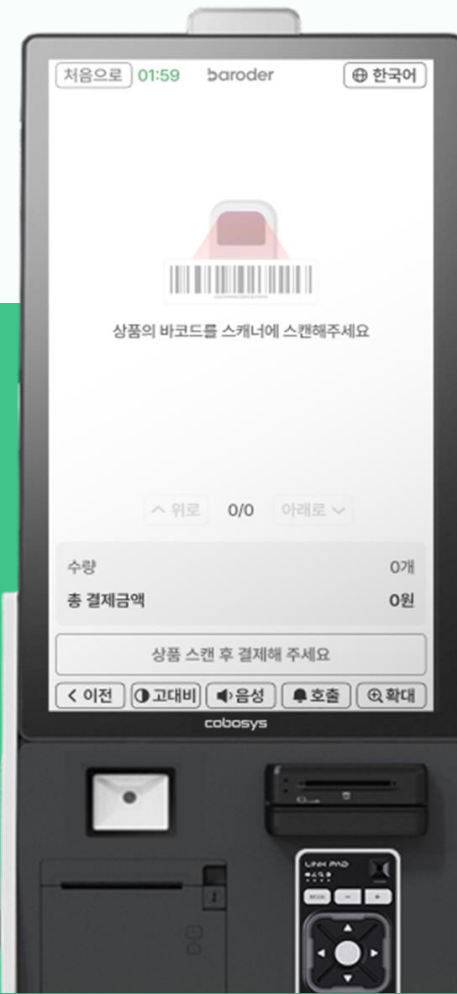 처음으로 01:59 baroder 한국어
상품의 바코드를 스캐너에 스캔해주세요
위로 0/0 아래로
수량 0개
총 결제금액 0원
상품 스캔 후 결제해 주세요
이전 고대비 음성 호출 확대
cobosys
LINK PAD
MODE - +